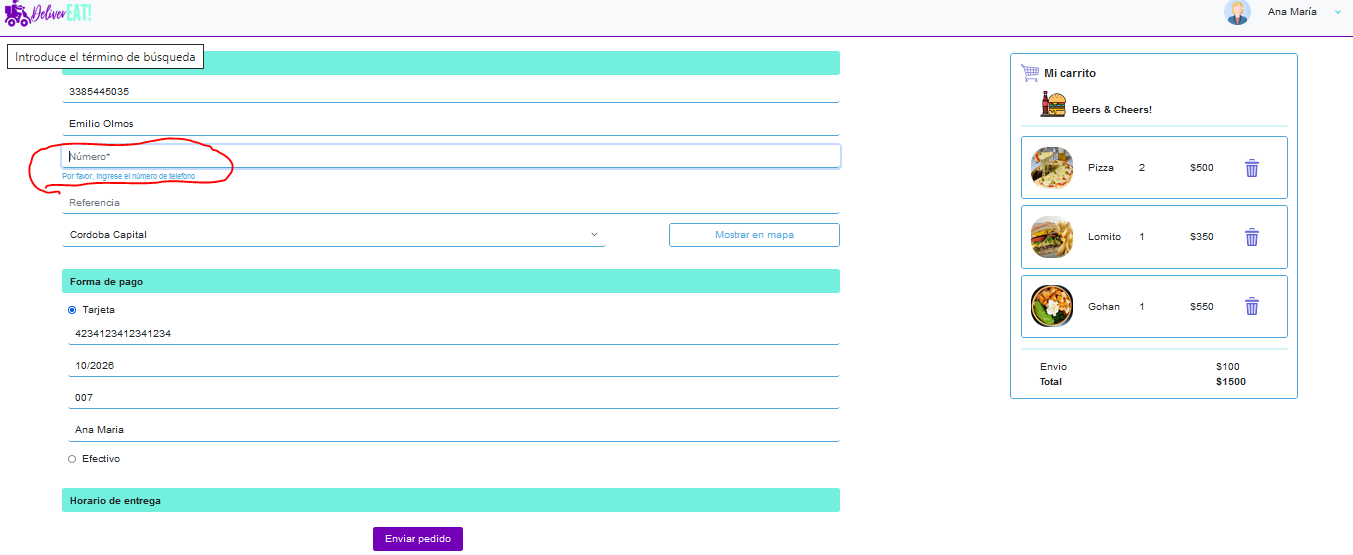 DeliverEAT!
Ana María
Introduce el término de búsqueda
3385445035
Emilio Olmos
Número*
Por favor, ingrese el número de telefono
Referencia
Cordoba Capital
Mostrar en mapa
Forma de pago
Tarjeta
4234123412341234
10/2026
007
Ana Maria
Efectivo
Horario de entrega
Enviar pedido
Mi carrito
Beers & Cheers!
Pizza 2 $500
Lomito 1 $350
Gohan 1 $550
Envio $100
Total $1500